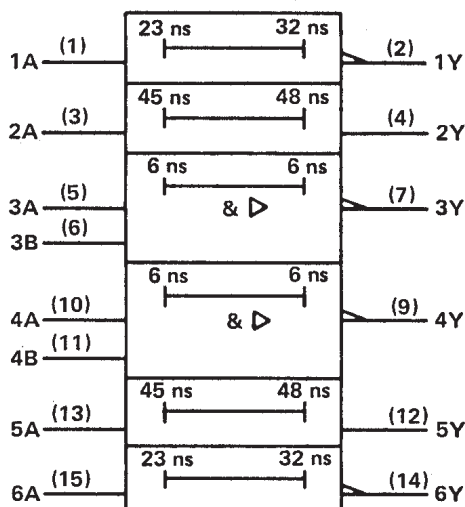 23 ns 32 ns
1A (1) (2) 1Y
45 ns 48 ns
2A (3) (4) 2Y
6 ns 6 ns
3A (5) & ▷ (7) 3Y
3B (6)
6 ns 6 ns
4A (10) & ▷ (9) 4Y
4B (11)
45 ns 48 ns
5A (13) (12) 5Y
23 ns 32 ns
6A (15) (14) 6Y